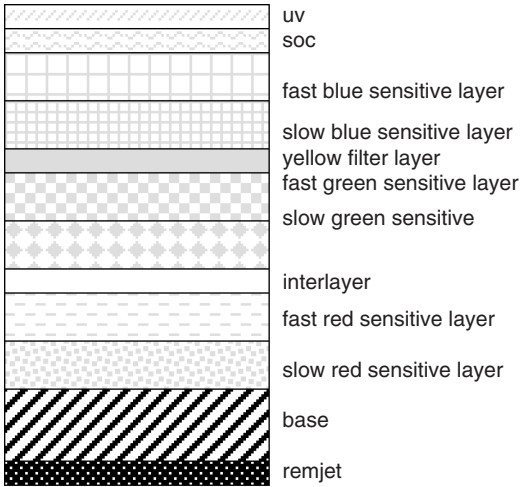 uv
soc
fast blue sensitive layer
slow blue sensitive layer
yellow filter layer
fast green sensitive layer
slow green sensitive
interlayer
fast red sensitive layer
slow red sensitive layer
base
remjet